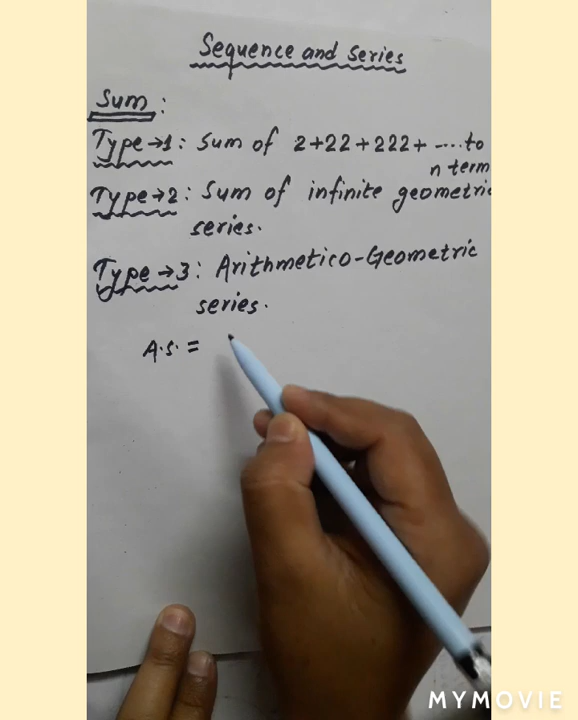 Sequence and Series
Sum :
Type→1 : Sum of 2+22+222+ ....to
n term
Type→2 : Sum of infinite geometric
series.
Type→3 : Arithmetico-Geometric
series.
A.S. =
MYMOVIE